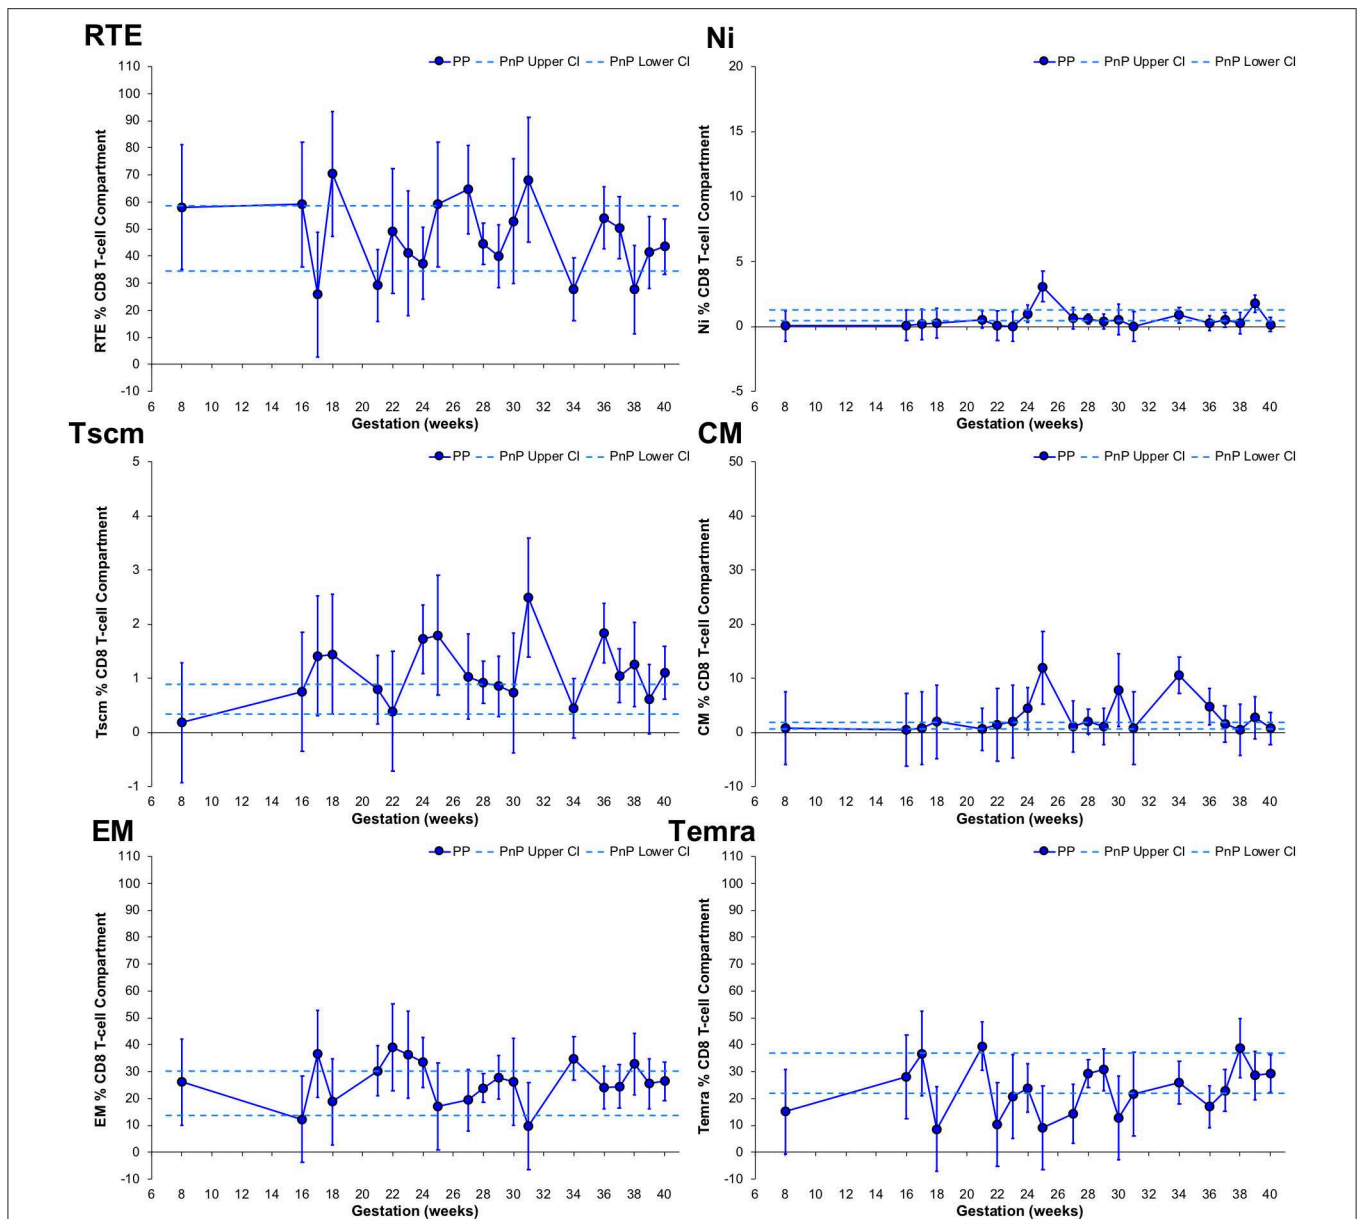 RTE
PP PnP Upper CI PnP Lower CI
RTE % CD8 T-cell Compartment
110
100
90
80
70
60
50
40
30
20
10
0
-10
6 8 10 12 14 16 18 20 22 24 26 28 30 32 34 36 38 40
Gestation (weeks)
Ni
PP PnP Upper CI PnP Lower CI
Ni % CD8 T-cell Compartment
20
15
10
5
0
-5
6 8 10 12 14 16 18 20 22 24 26 28 30 32 34 36 38 40
Gestation (weeks)
Tscm
PP PnP Upper CI PnP Lower CI
Tscm % CD8 T-cell Compartment
5
4
3
2
1
0
-1
6 8 10 12 14 16 18 20 22 24 26 28 30 32 34 36 38 40
Gestation (weeks)
CM
PP PnP Upper CI PnP Lower CI
CM % CD8 T-cell Compartment
50
40
30
20
10
0
-10
6 8 10 12 14 16 18 20 22 24 26 28 30 32 34 36 38 40
Gestation (weeks)
EM
PP PnP Upper CI PnP Lower CI
EM % CD8 T-cell Compartment
110
100
90
80
70
60
50
40
30
20
10
0
-10
6 8 10 12 14 16 18 20 22 24 26 28 30 32 34 36 38 40
Gestation (weeks)
Temra
PP PnP Upper CI PnP Lower CI
Temra % CD8 T-cell Compartment
110
100
90
80
70
60
50
40
30
20
10
0
-10
6 8 10 12 14 16 18 20 22 24 26 28 30 32 34 36 38 40
Gestation (weeks)